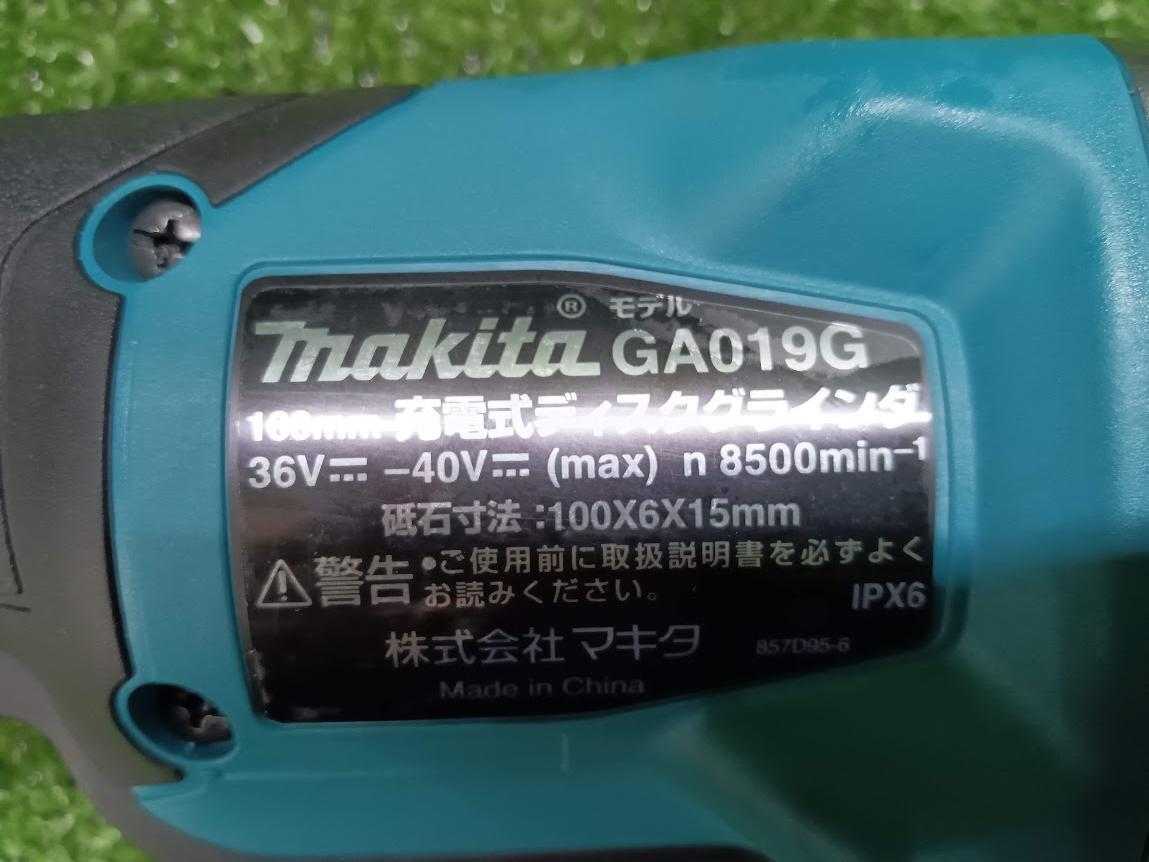 makita® モデル GA019G
100mm 充電式ディスクグラインダ
36V⎓ -40V⎓ (max) n 8500min⁻¹
砥石寸法:100X6X15mm
⚠警告 •ご使用前に取扱説明書を必ずよく
お読みください。
IPX6
株式会社 マキタ 857D95-6
Made in China